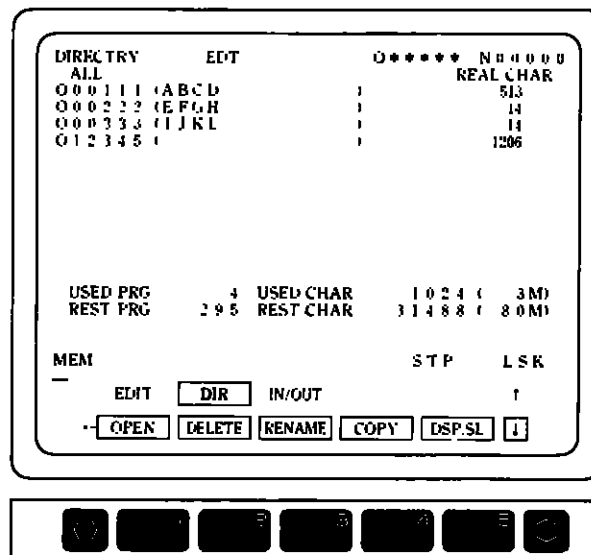 DIRECTRY EDT O***** N00000
ALL REAL CHAR
O00111 (ABCD ) 513
O00222 (EFGH ) 14
O00333 (IJKL ) 14
O12345 ( ) 1206
USED PRG 4 USED CHAR 1024 ( 3M)
REST PRG 295 REST CHAR 31488 ( 80M)
MEM STP LSK
EDIT DIR IN/OUT ↑
OPEN DELETE RENAME COPY DSP.SL ↓